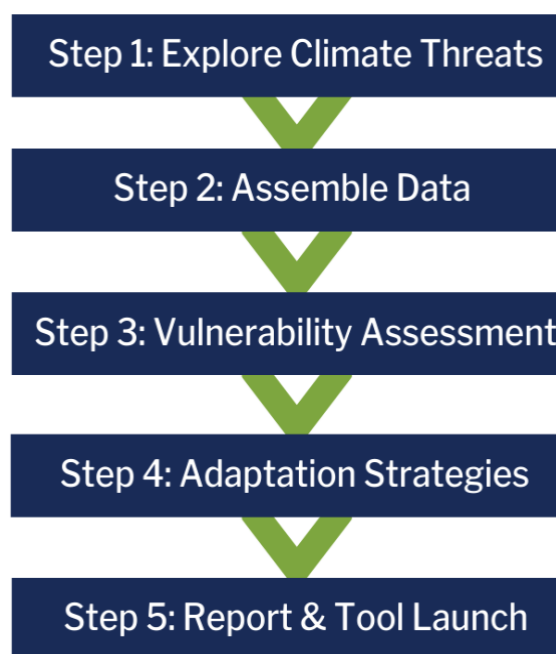 Step 1: Explore Climate Threats
Step 2: Assemble Data
Step 3: Vulnerability Assessment
Step 4: Adaptation Strategies
Step 5: Report & Tool Launch